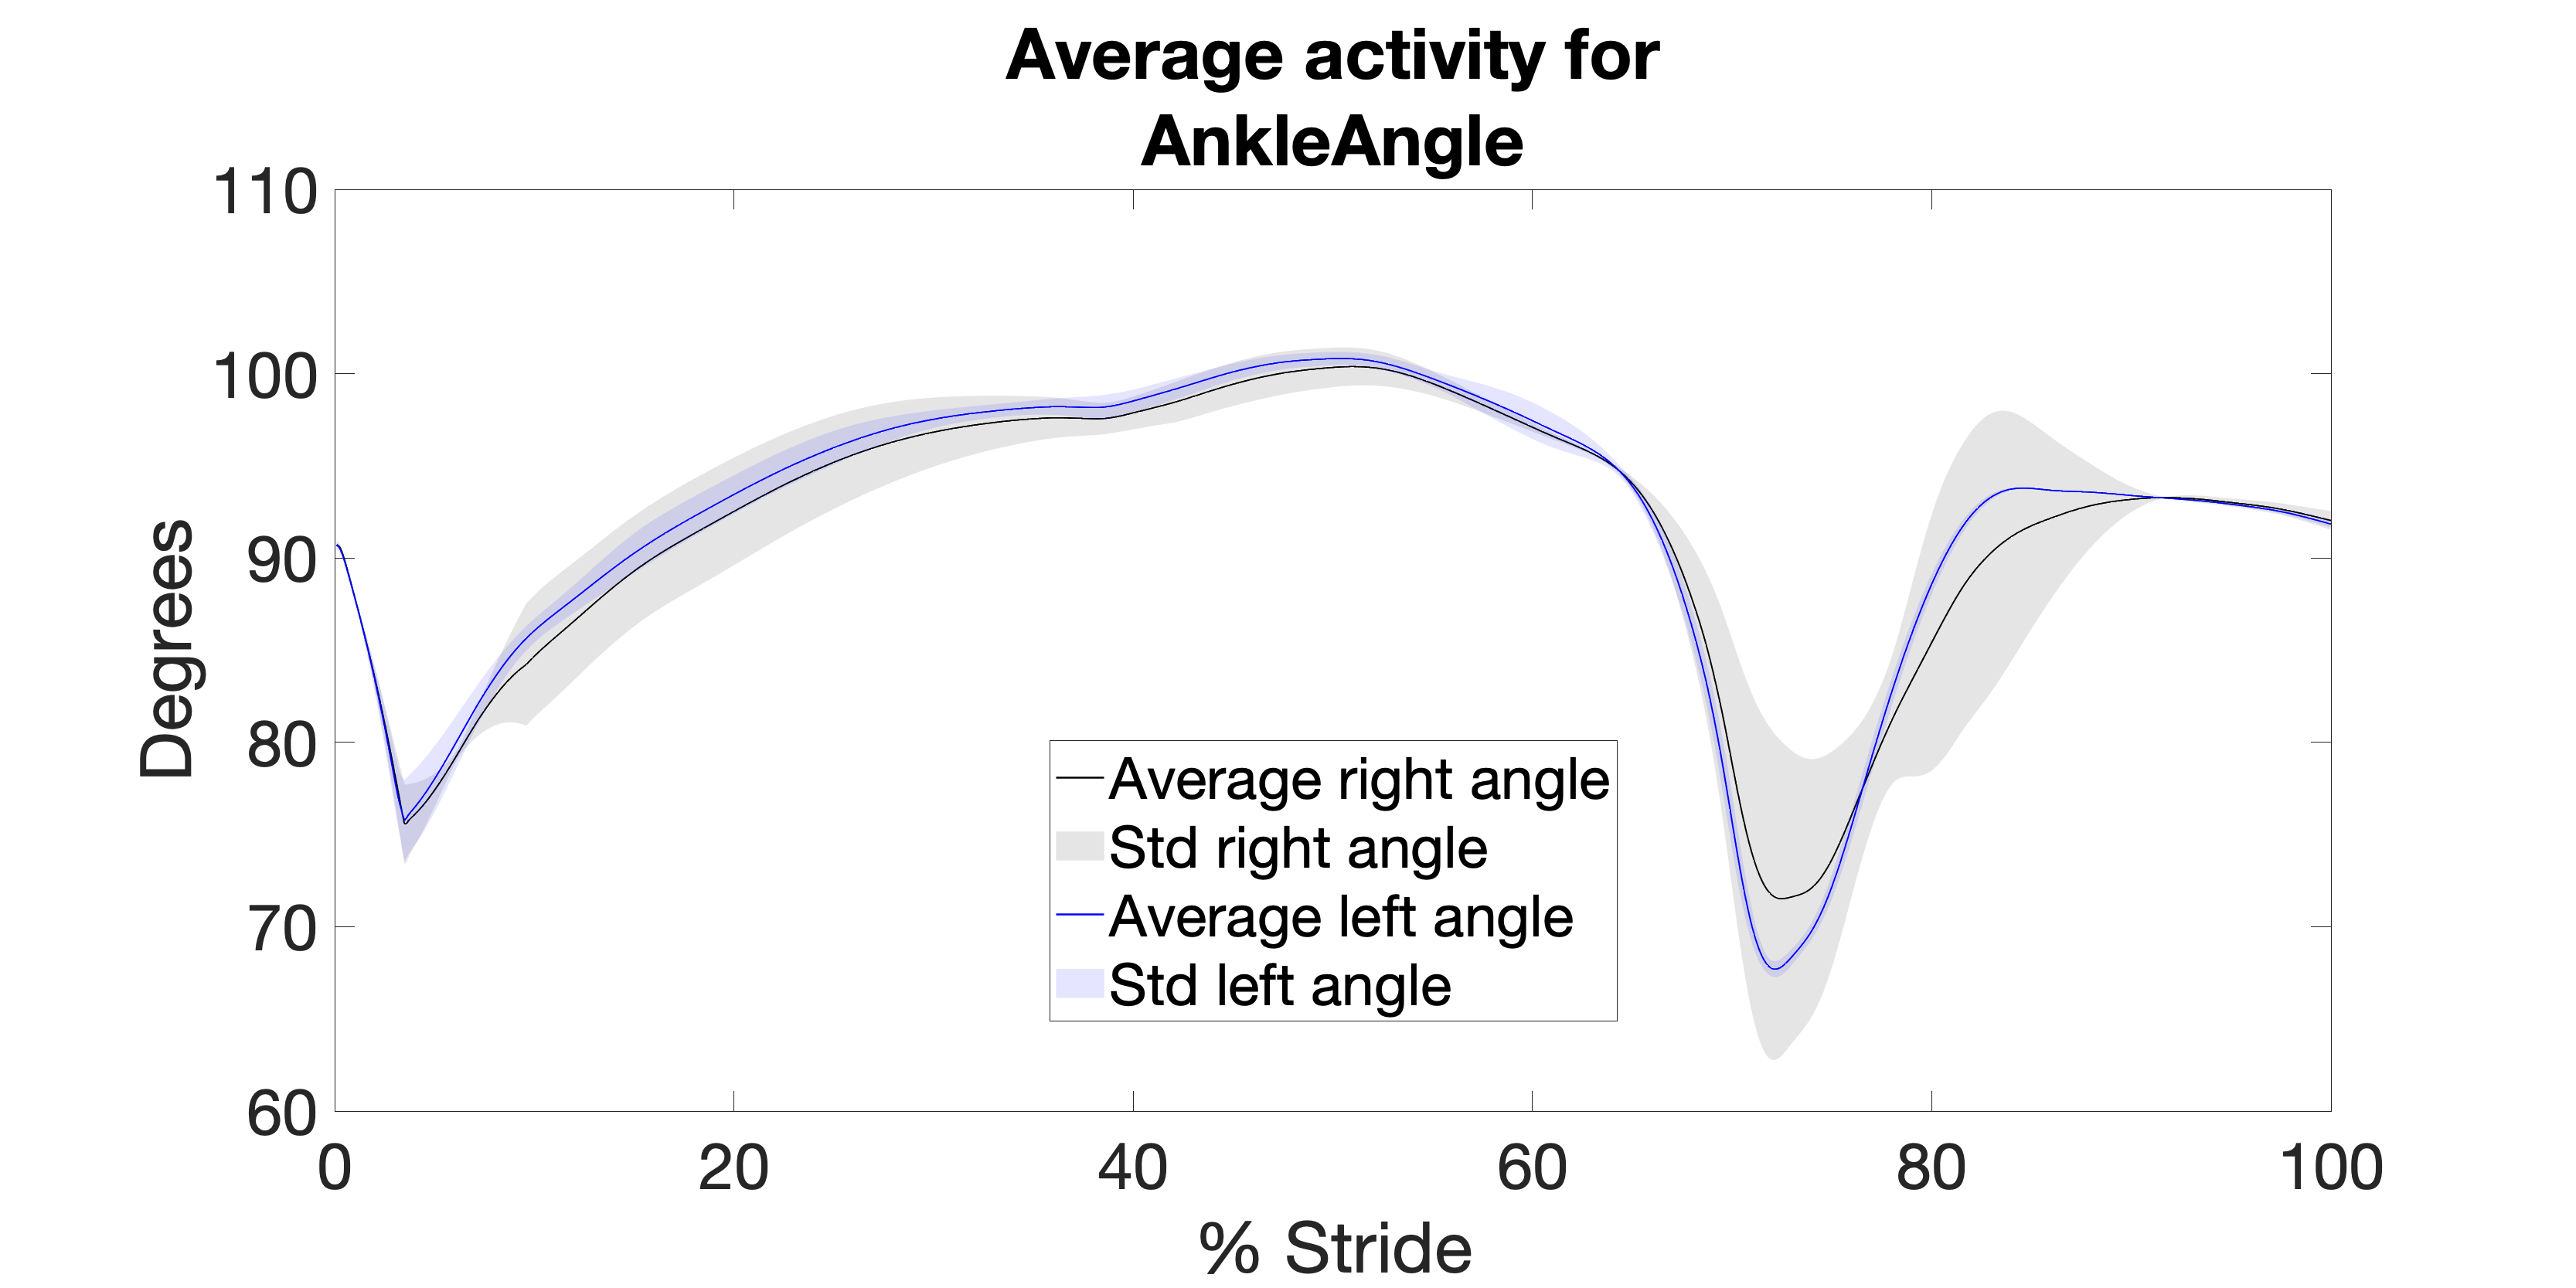 Average activity for
AnkleAngle
110
100
90
80
70
60
Degrees
Average right angle
Std right angle
Average left angle
Std left angle
0 20 40 60 80 100
% Stride